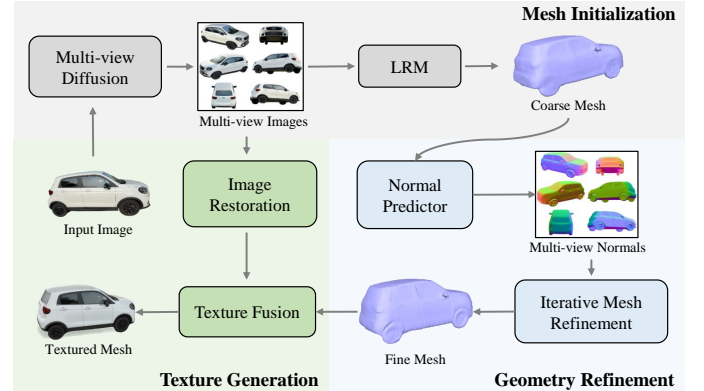 Mesh Initialization
Multi-view
Diffusion
LRM
Multi-view Images
Coarse Mesh
Image
Restoration
Normal
Predictor
Input Image
Multi-view Normals
Texture Fusion
Iterative Mesh
Refinement
Textured Mesh
Fine Mesh
Texture Generation
Geometry Refinement